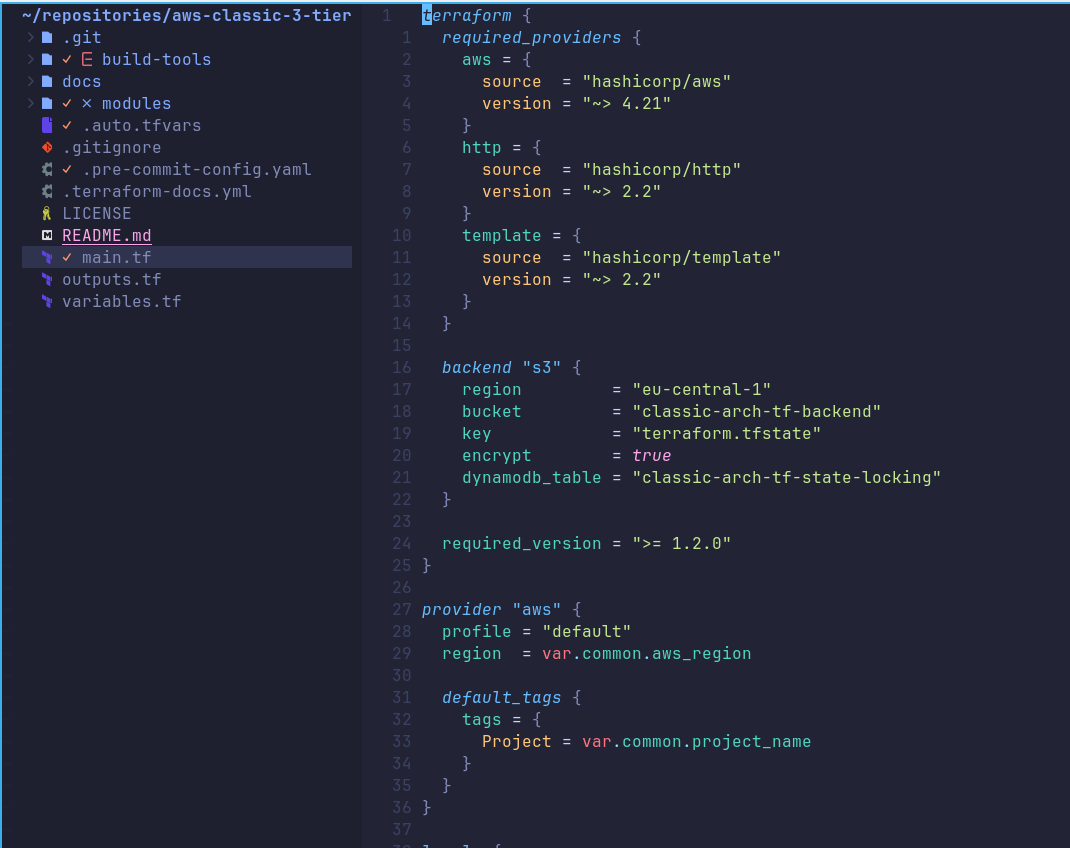 ~/repositories/aws-classic-3-tier
.git
build-tools
docs
modules
.auto.tfvars
.gitignore
.pre-commit-config.yaml
.terraform-docs.yml
LICENSE
README.md
main.tf
outputs.tf
variables.tf
1 terraform {
1   required_providers {
2     aws = {
3       source  = "hashicorp/aws"
4       version = "~> 4.21"
5     }
6     http = {
7       source  = "hashicorp/http"
8       version = "~> 2.2"
9     }
10     template = {
11       source  = "hashicorp/template"
12       version = "~> 2.2"
13     }
14   }
15
16   backend "s3" {
17     region         = "eu-central-1"
18     bucket         = "classic-arch-tf-backend"
19     key            = "terraform.tfstate"
20     encrypt        = true
21     dynamodb_table = "classic-arch-tf-state-locking"
22   }
23
24   required_version = ">= 1.2.0"
25 }
26
27 provider "aws" {
28   profile = "default"
29   region  = var.common.aws_region
30
31   default_tags {
32     tags = {
33       Project = var.common.project_name
34     }
35   }
36 }
37